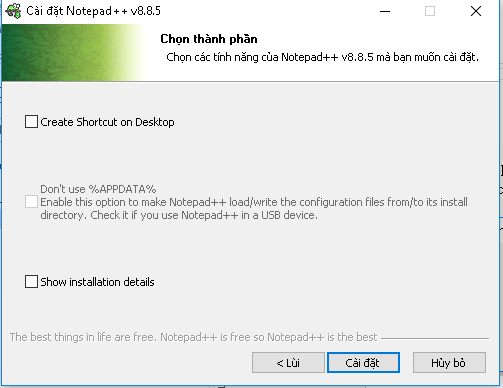 Cài đặt Notepad++ v8.8.5
Chọn thành phần
Chọn các tính năng của Notepad++ v8.8.5 mà bạn muốn cài đặt.
Create Shortcut on Desktop
Don't use %APPDATA%
Enable this option to make Notepad++ load/write the configuration files from/to its install
directory. Check it if you use Notepad++ in a USB device.
Show installation details
The best things in life are free. Notepad++ is free so Notepad++ is the best
< Lùi
Cài đặt
Hủy bỏ